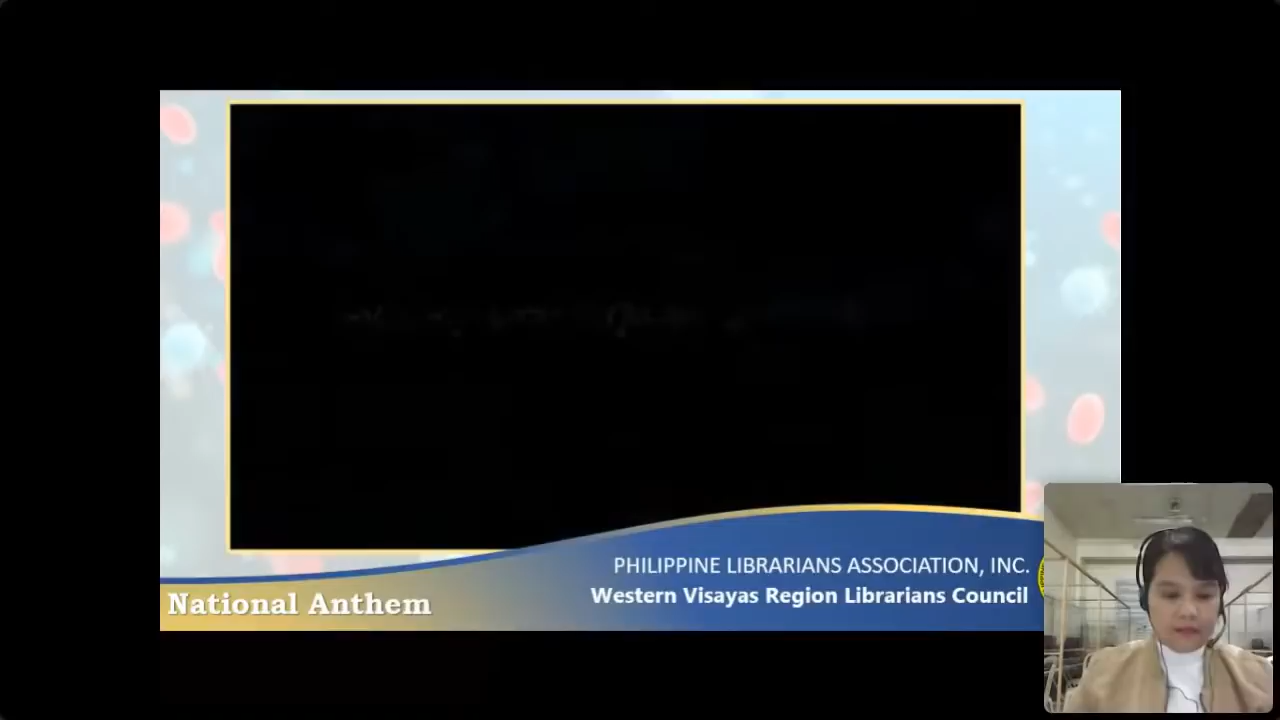 PHILIPPINE LIBRARIANS ASSOCIATION, INC.
Western Visayas Region Librarians Council
National Anthem